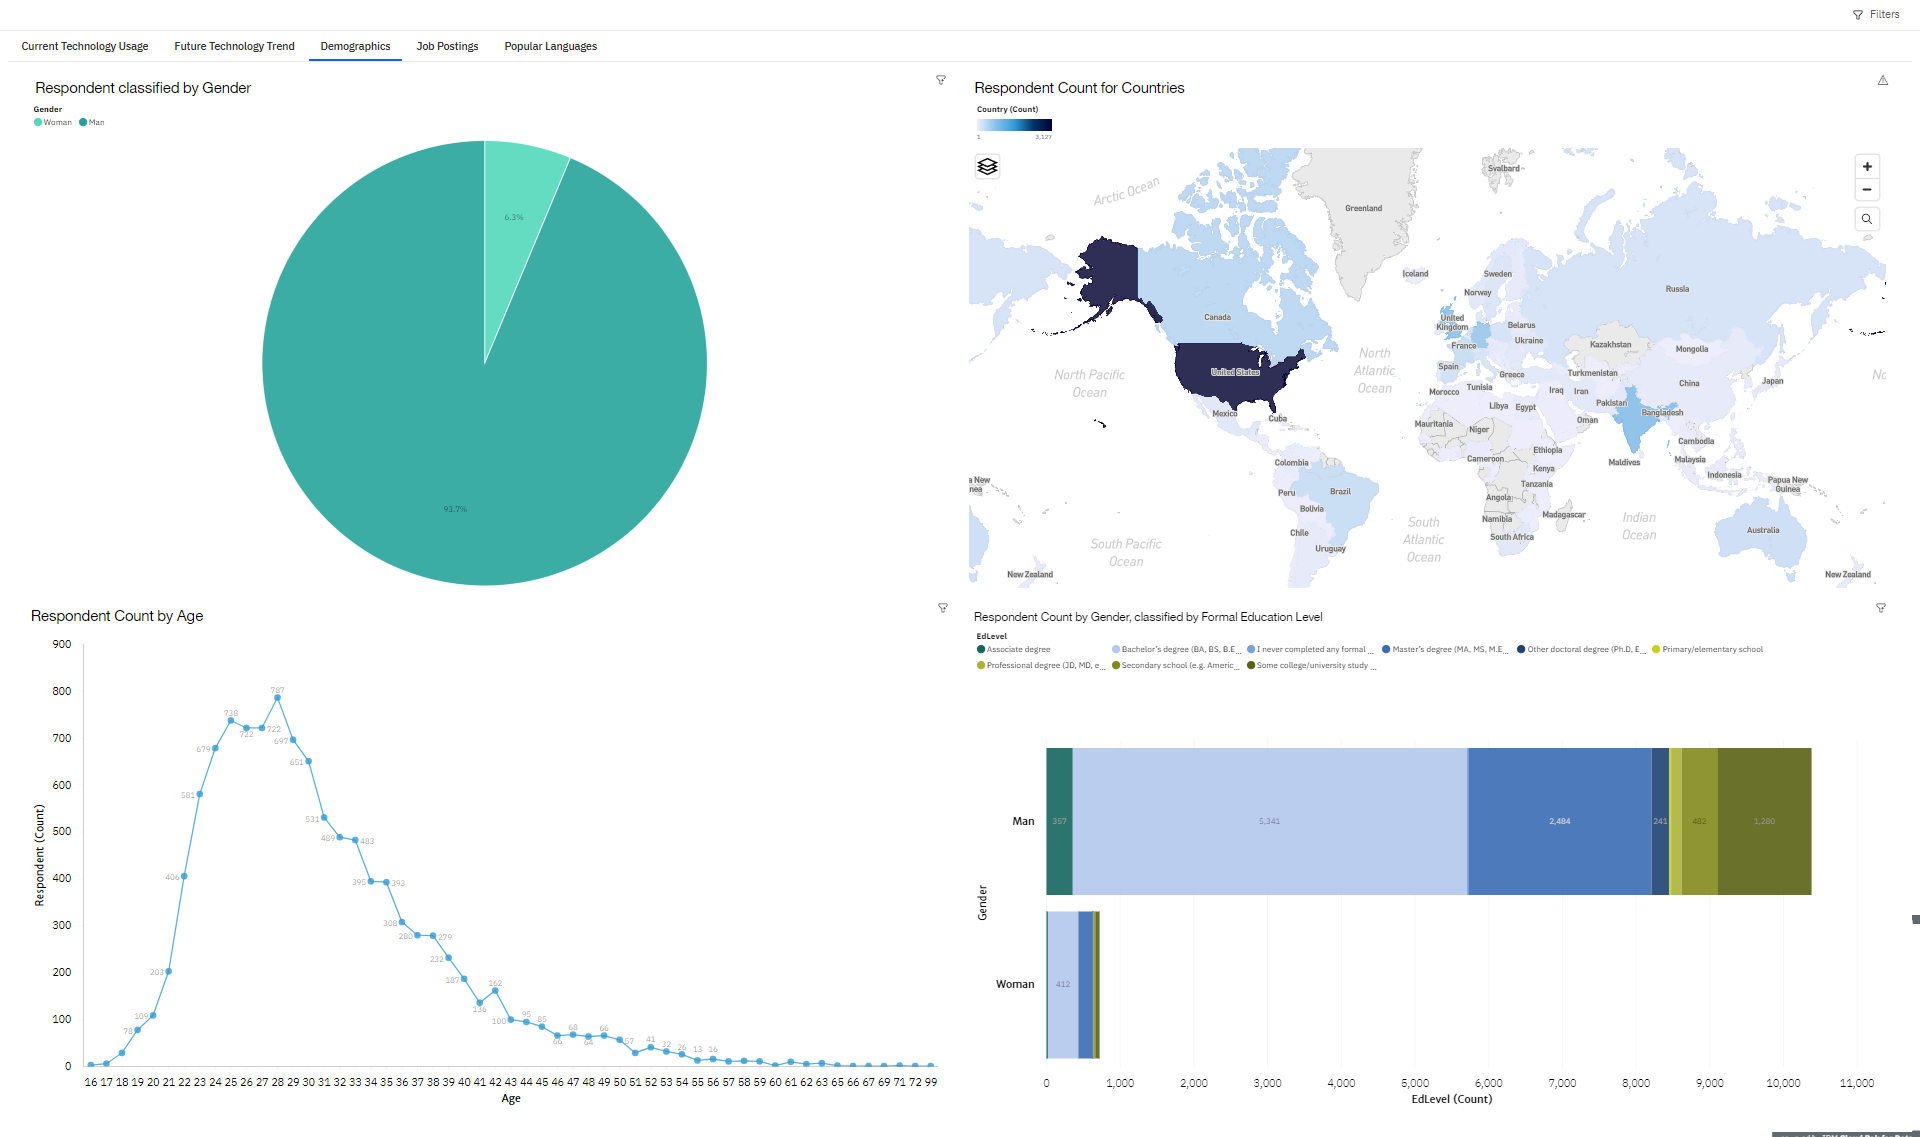 Filters
Current Technology Usage Future Technology Trend Demographics Job Postings Popular Languages
Respondent classified by Gender
Gender
Woman Man
6.3%
93.7%
Respondent Count for Countries
Country (Count)
1 3,127
Arctic Ocean
Svalbard
Greenland
Iceland
Sweden
Norway
Russia
Canada
United
Kingdom
Belarus
Ukraine
France
Kazakhstan
Mongolia
North
Atlantic
Ocean
North Pacific
Ocean
United States
Spain
Greece
Turkmenistan
China
Japan
No
Morocco
Tunisia
Iraq
Iran
Pakistan
Libya
Egypt
Bangladesh
Mexico
Cuba
Mauritania
Niger
Oman
Cambodia
Ethiopia
Colombia
Cameroon
Kenya
Maldives
Malaysia
Indonesia
a New
nea
Papua New
Guinea
Peru
Brazil
Tanzania
Angola
Bolivia
Namibia
Madagascar
Indian
Ocean
Australia
Chile
South
Atlantic
Ocean
South Africa
South Pacific
Ocean
Uruguay
New Zealand
New Zealand
Respondent Count by Age
Respondent (Count)
900
800
700
600
500
400
300
200
100
0
78
109
203
406
581
679
738
722
722
787
697
651
531
489
483
395
393
308
280
279
232
187
136
162
100
95
85
66
68
64
66
57
41
32
26
13
16
16 17 18 19 20 21 22 23 24 25 26 27 28 29 30 31 32 33 34 35 36 37 38 39 40 41 42 43 44 45 46 47 48 49 50 51 52 53 54 55 56 57 58 59 60 61 62 63 65 66 67 69 71 72 99
Age
Respondent Count by Gender, classified by Formal Education Level
EdLevel
Associate degree Bachelor's degree (BA, BS, B.E... I never completed any formal ... Master's degree (MA, MS, M.E... Other doctoral degree (Ph.D, E... Primary/elementary school
Professional degree (JD, MD, e... Secondary school (e.g. Americ... Some college/university study ...
Gender
Man
357 5,341 2,484 241 482 1,280
Woman
412
0 1,000 2,000 3,000 4,000 5,000 6,000 7,000 8,000 9,000 10,000 11,000
EdLevel (Count)